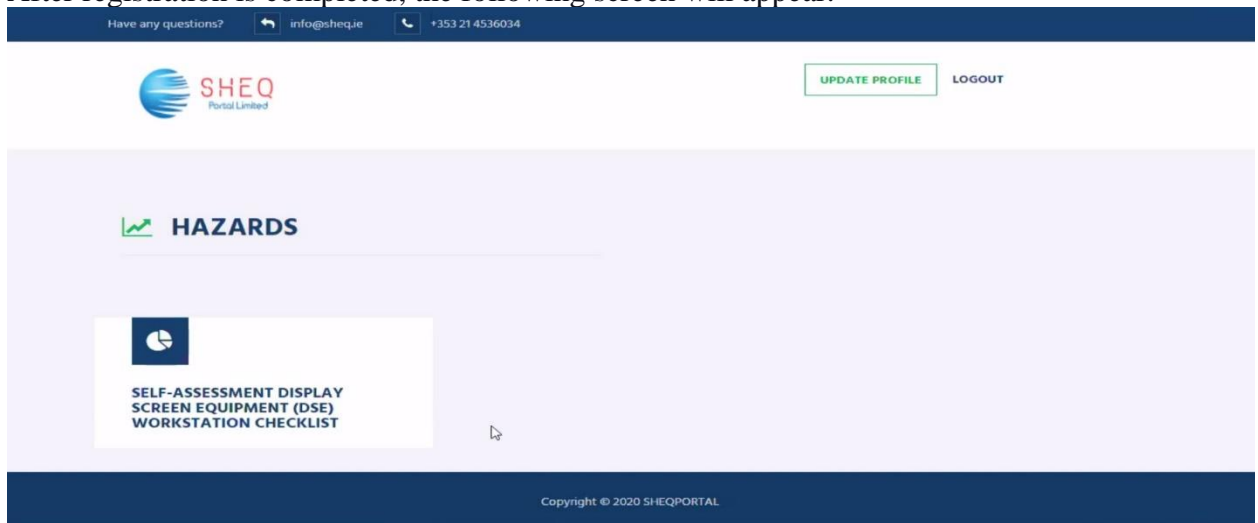 After registration is completed, the following screen will appear.
Have any questions? info@sheq.ie +353 21 4536034
SHEQ
Portal Limited
UPDATE PROFILE LOGOUT
HAZARDS
SELF-ASSESSMENT DISPLAY
SCREEN EQUIPMENT (DSE)
WORKSTATION CHECKLIST
Copyright © 2020 SHEQPORTAL